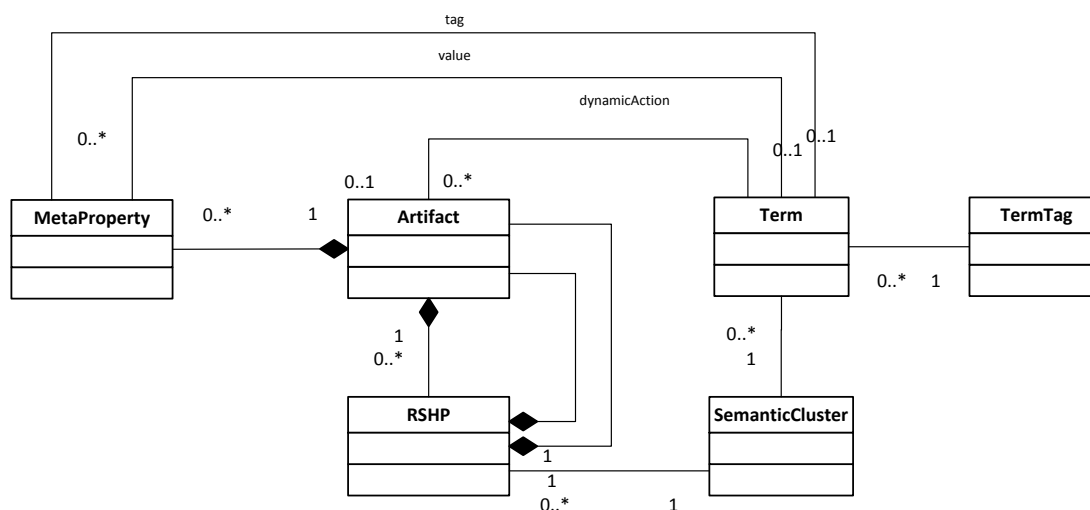 tag
value
dynamicAction
0..*
0..1
0..1
0..1
0..*
MetaProperty
0..*
1
Artifact
Term
TermTag
0..*
1
1
0..*
0..*
1
RSHP
SemanticCluster
1
1
0..*
1